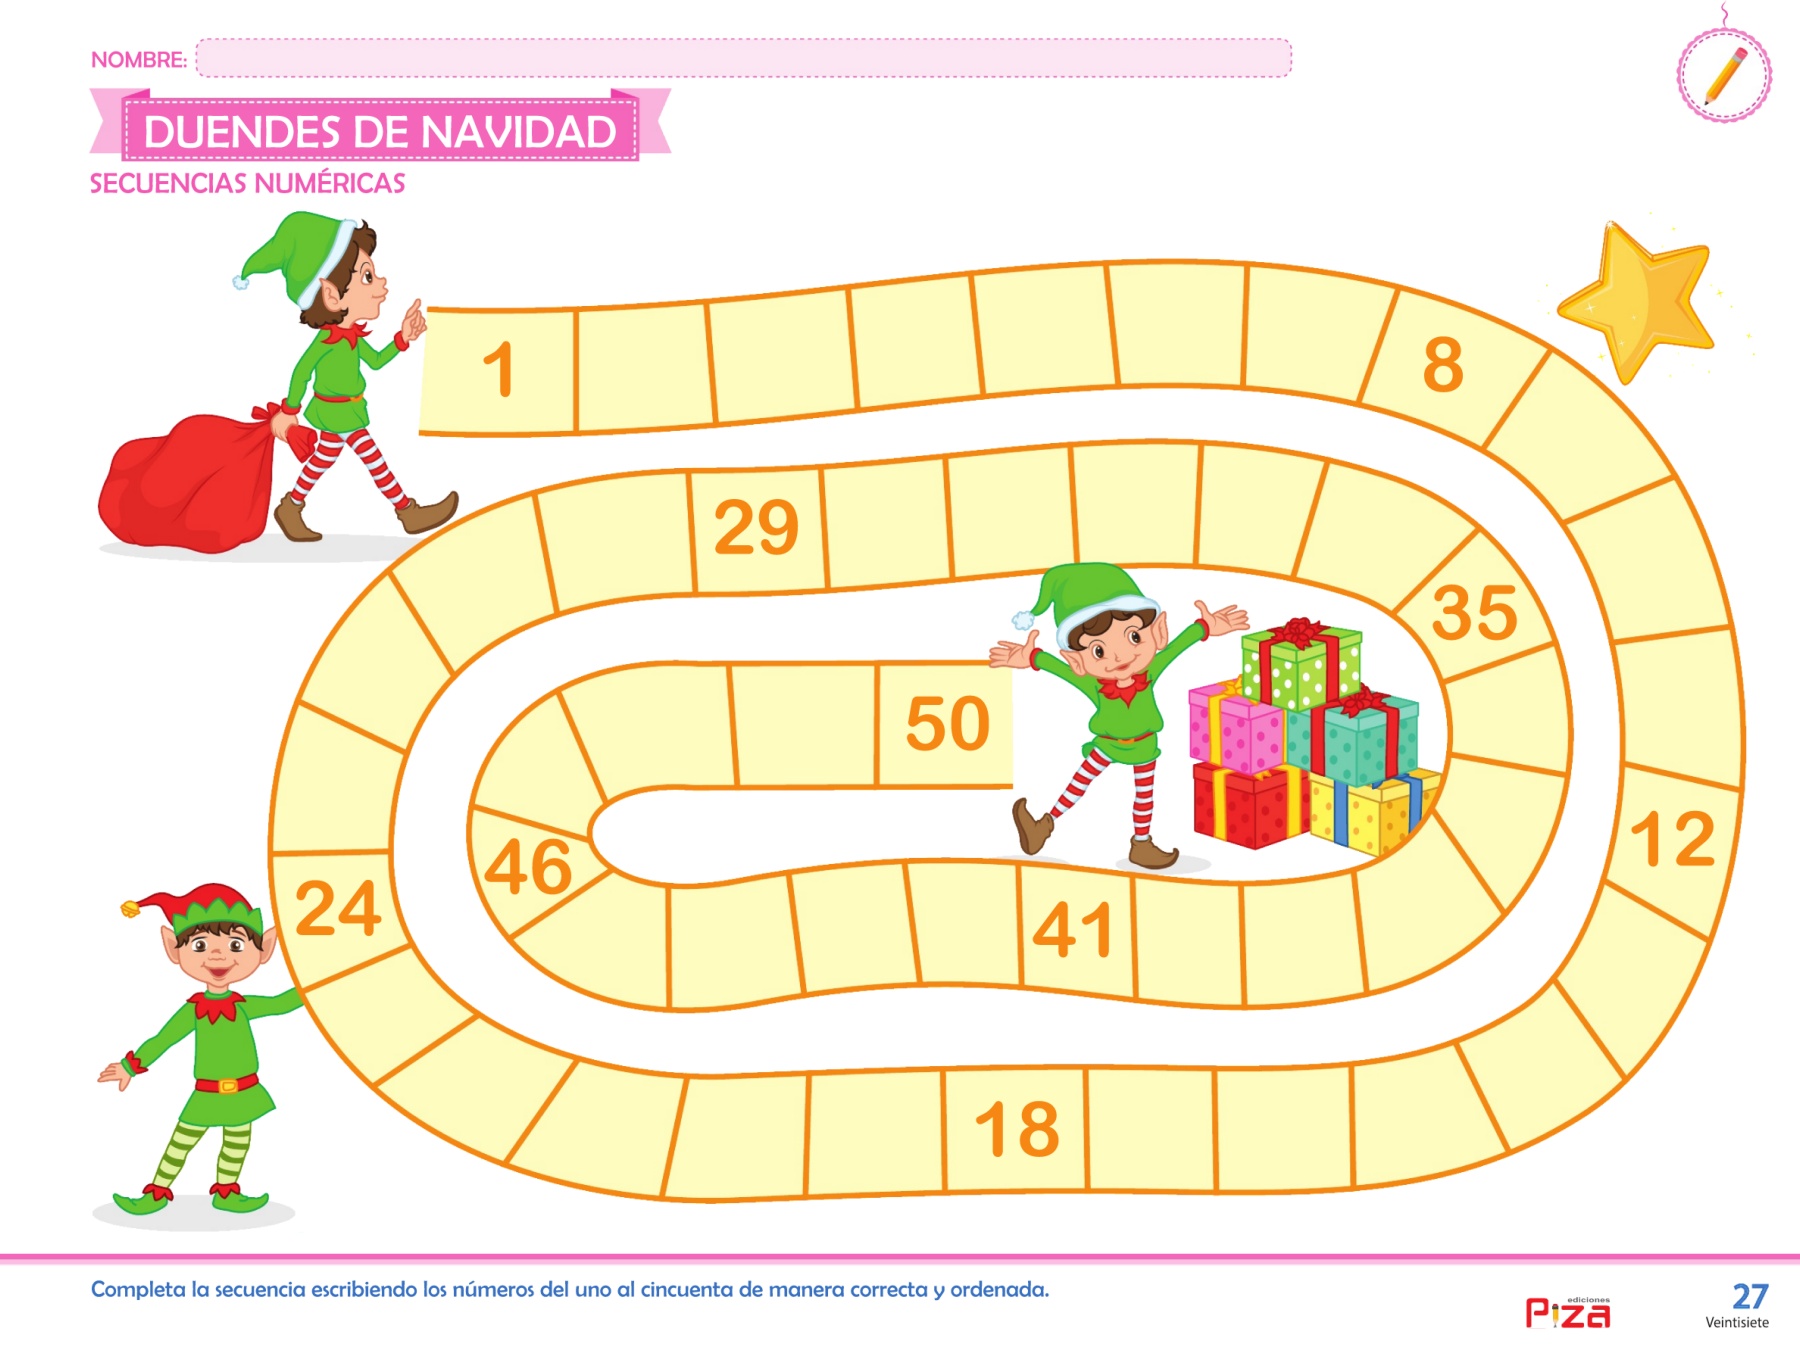 NOMBRE:
DUENDES DE NAVIDAD
SECUENCIAS NUMÉRICAS
1
8
29
35
50
12
46
24
41
18
Completa la secuencia escribiendo los números del uno al cincuenta de manera correcta y ordenada.
ediciones
Piza
27
Veintisiete